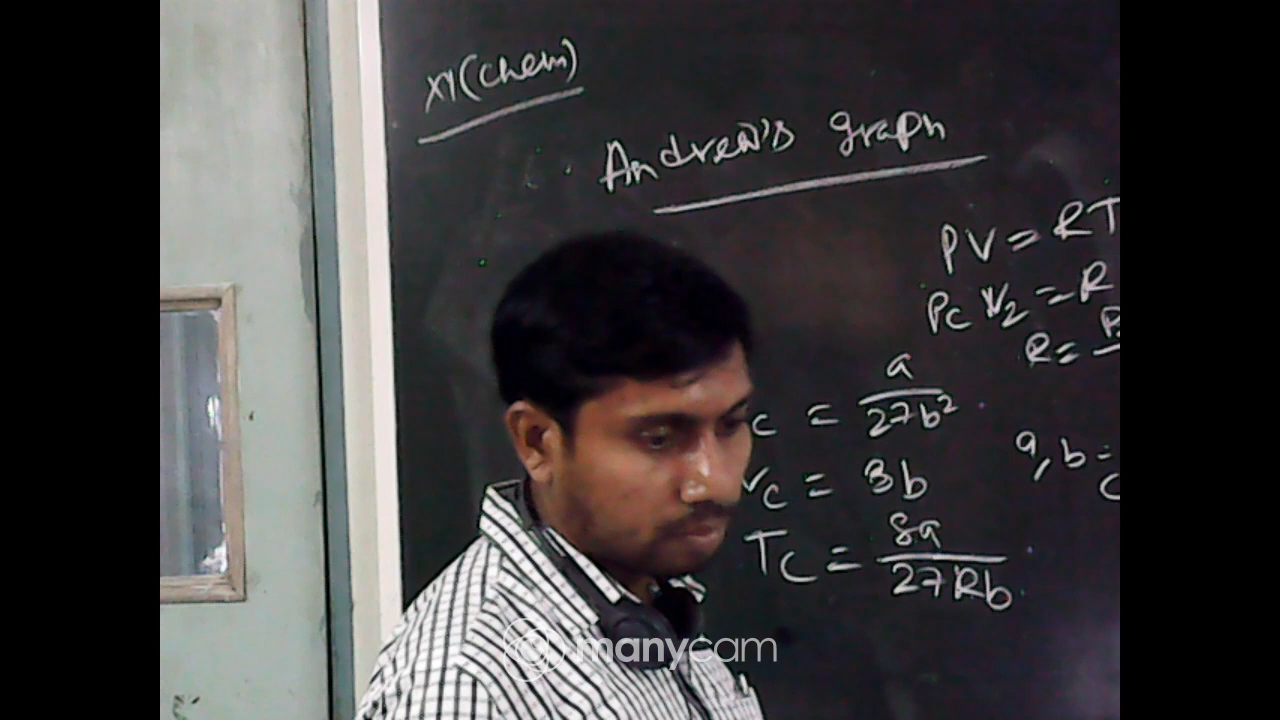 XI (Chem)
Andrew's graph
PV = RT
Pc V2 = R
R =
c = a / 27b²
Vc = 3b
a, b =
Tc = 8a / 27Rb
manycam